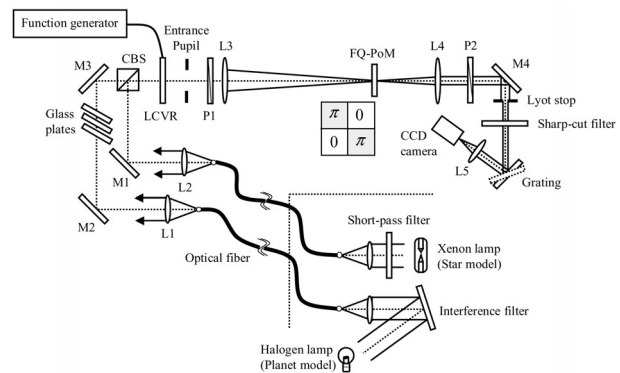 Function generator
M3
CBS
Entrance
Pupil
L3
FQ-PoM
L4
P2
M4
LCVR
P1
Lyot stop
Glass
plates
π 0
0 π
CCD
camera
Sharp-cut filter
L5
M1
L2
Grating
M2
L1
Short-pass filter
Optical fiber
Xenon lamp
(Star model)
Interference filter
Halogen lamp
(Planet model)